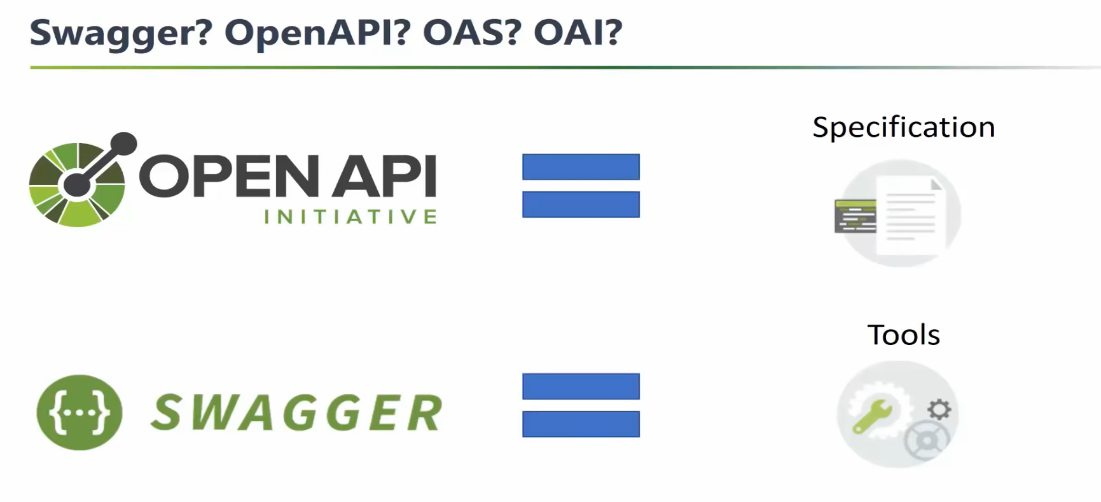 Swagger? OpenAPI? OAS? OAI?
Specification
OPEN API
INITIATIVE
Tools
{···} SWAGGER